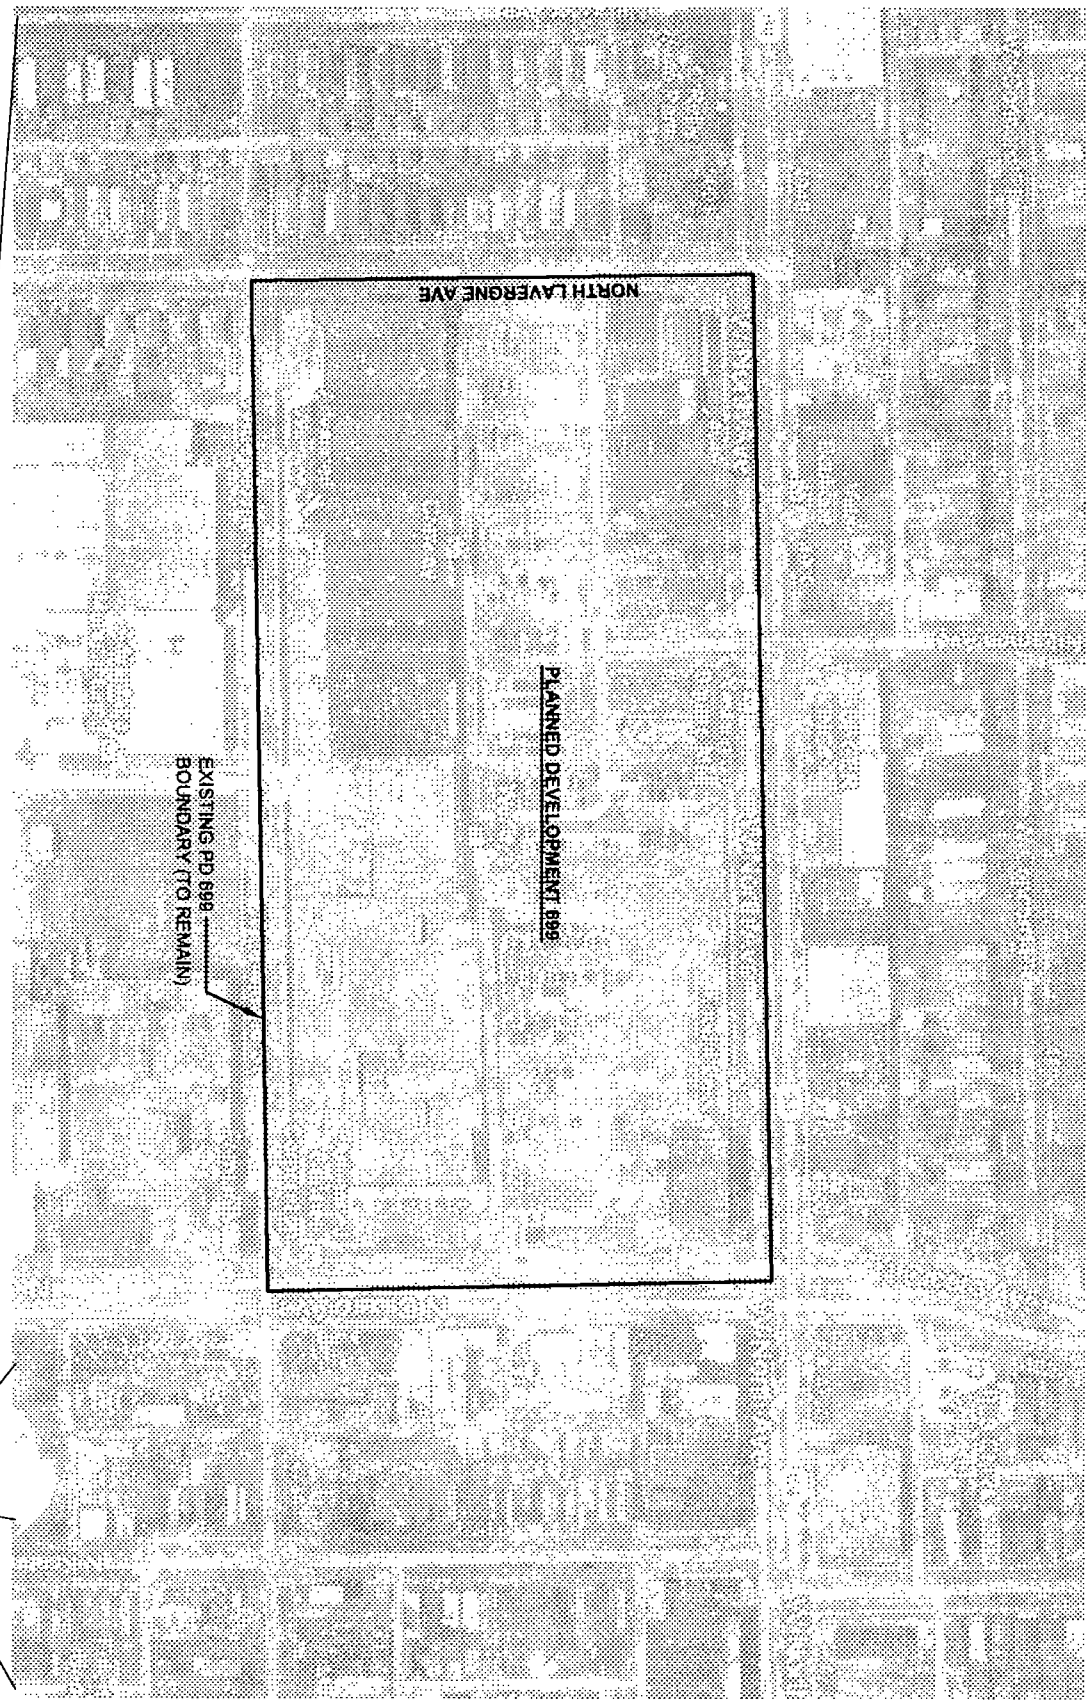 NORTH LAVERGNE AVE
PLANNED DEVELOPMENT 699
EXISTING PD 699
BOUNDARY (TO REMAIN)